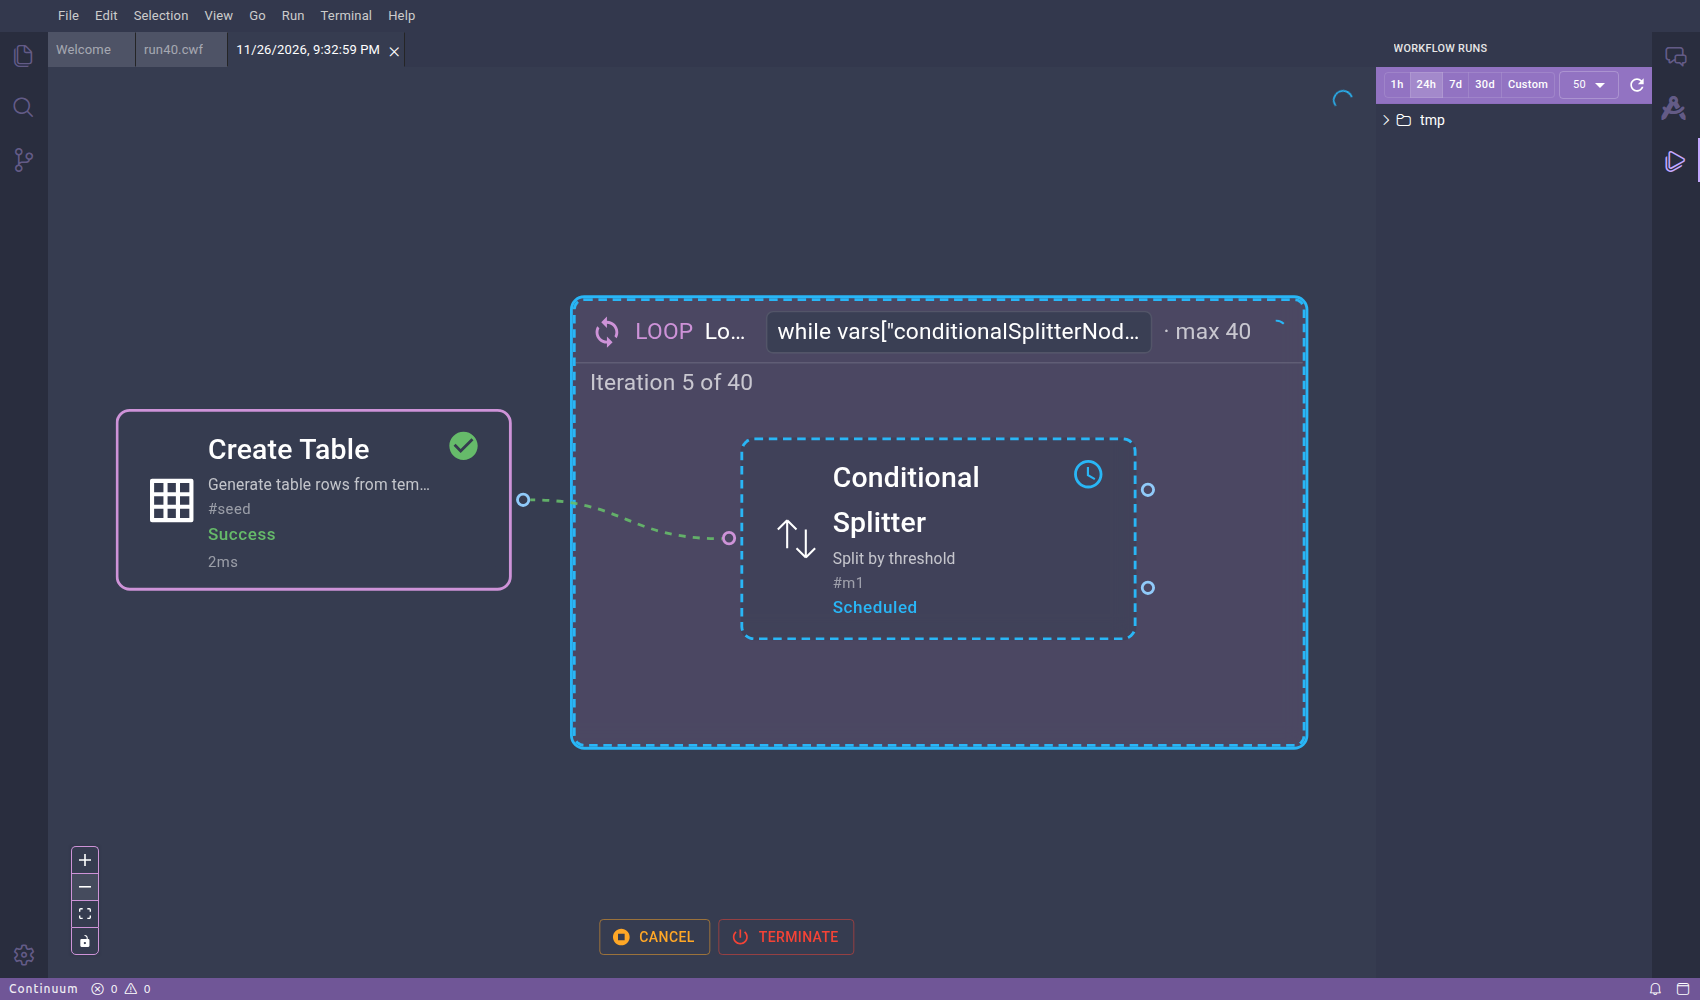 File Edit Selection View Go Run Terminal Help
Welcome run40.cwf 11/26/2026, 9:32:59 PM
WORKFLOW RUNS
1h 24h 7d 30d Custom 50
tmp
LOOP Lo... while vars["conditionalSplitterNod... · max 40
Iteration 5 of 40
Create Table
Generate table rows from tem...
#seed
Success
2ms
Conditional
Splitter
Split by threshold
#m1
Scheduled
CANCEL TERMINATE
Continuum 0 0